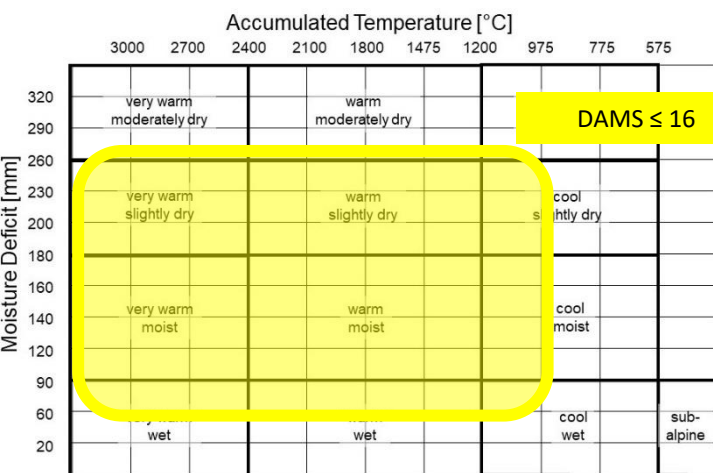 Accumulated Temperature [°C]
3000 2700 2400 2100 1800 1475 1200 975 775 575
DAMS ≤ 16
Moisture Deficit [mm]
320
290
260
230
200
180
160
140
120
90
60
20
very warm
moderately dry
warm
moderately dry
very warm
slightly dry
warm
slightly dry
cool
very warm
moist
warm
moist
cool
moist
wet
wet
cool
wet
sub-
alpine